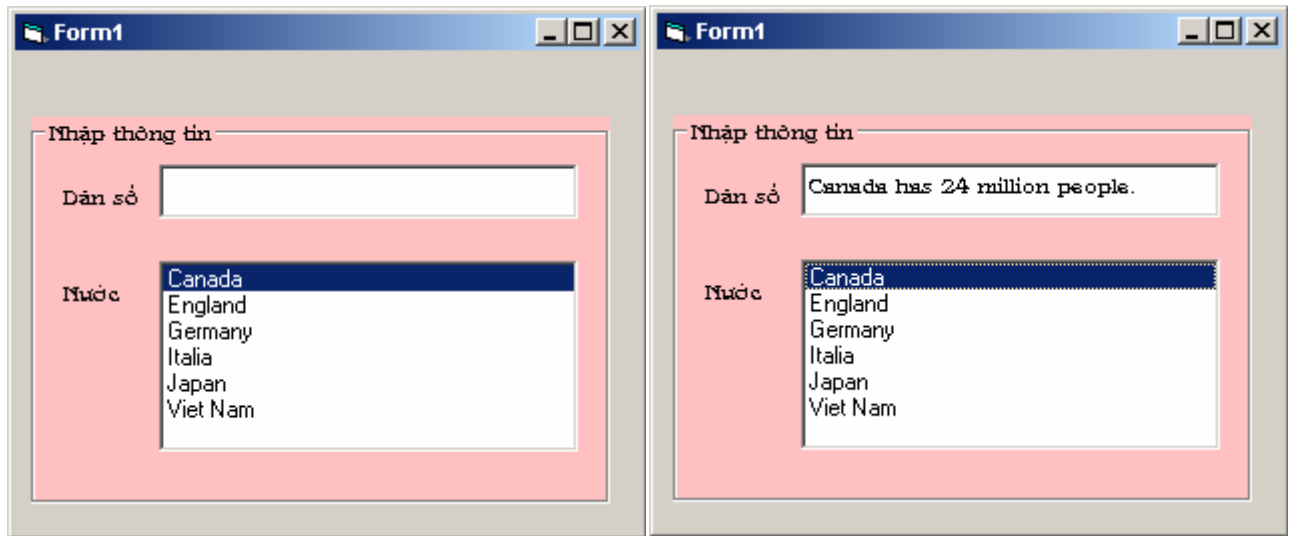 Form1
Nhập thông tin
Dân số
Nước
Canada
England
Germany
Italia
Japan
Viet Nam
Form1
Nhập thông tin
Dân số
Canada has 24 million people.
Nước
Canada
England
Germany
Italia
Japan
Viet Nam